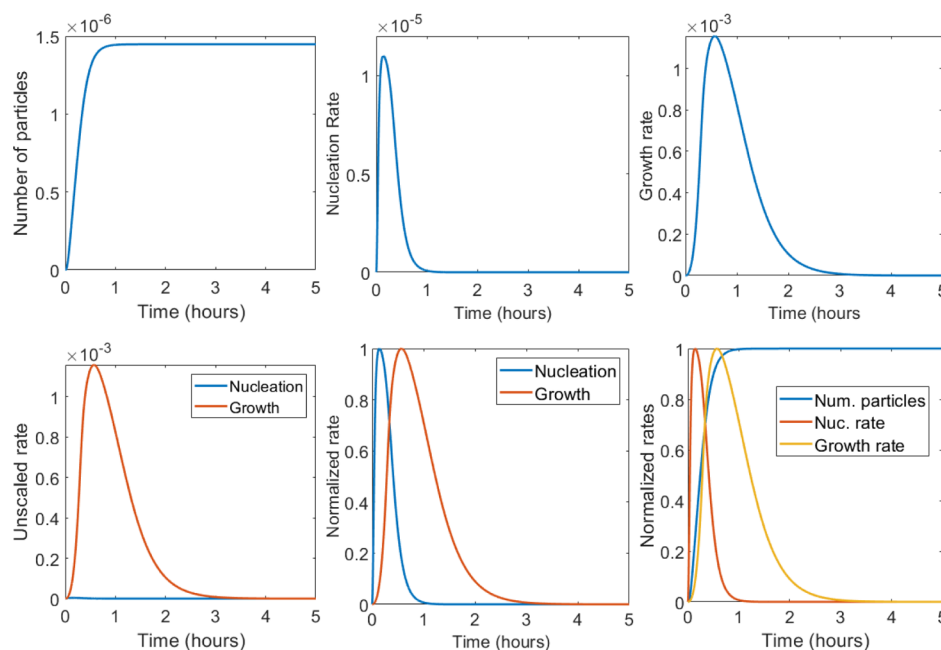 ×10⁻⁶
1.5
1
0.5
0
0 1 2 3 4 5
Number of particles
Time (hours)
×10⁻⁵
1
0.5
0
0 1 2 3 4 5
Nucleation Rate
Time (hours)
×10⁻³
1
0.8
0.6
0.4
0.2
0
0 1 2 3 4 5
Growth rate
Time (hours
×10⁻³
1
0.8
0.6
0.4
0.2
0
0 1 2 3 4 5
Unscaled rate
Time (hours)
Nucleation
Growth
1
0.8
0.6
0.4
0.2
0
0 1 2 3 4 5
Normalized rate
Time (hours)
Nucleation
Growth
1
0.8
0.6
0.4
0.2
0
0 1 2 3 4 5
Normalized rates
Time (hours)
Num. particles
Nuc. rate
Growth rate